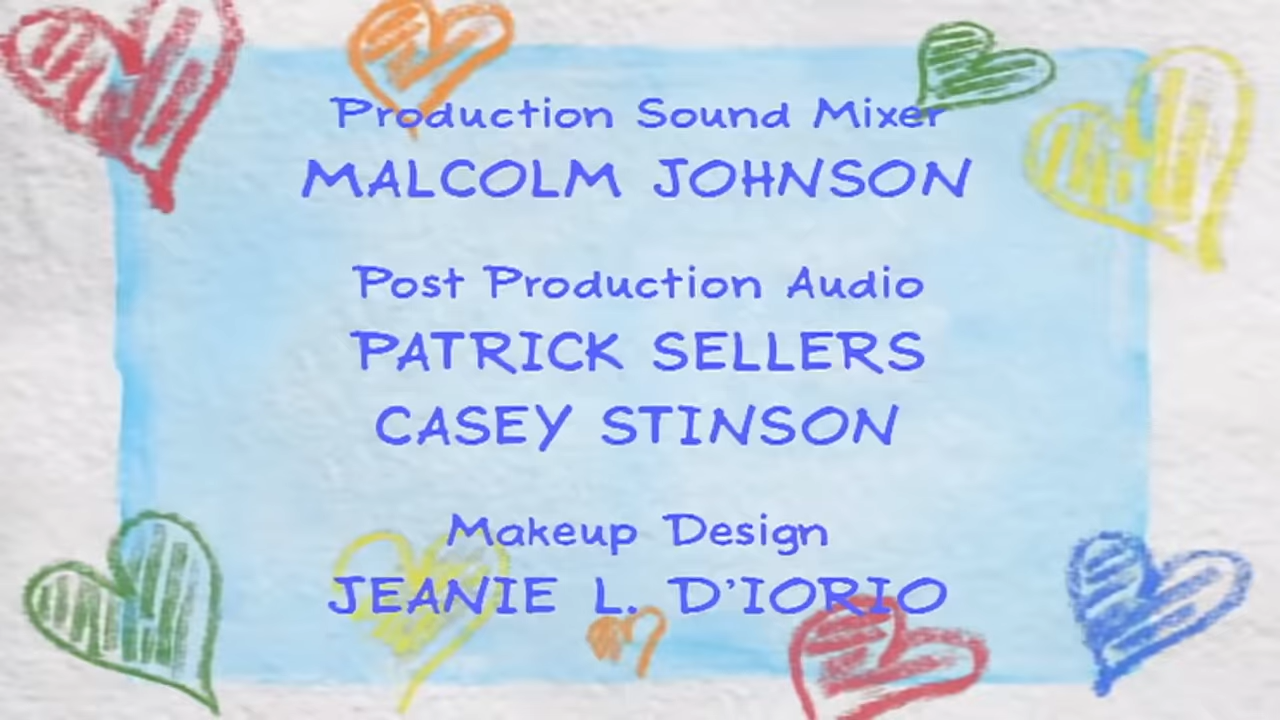 Production Sound Mixer
MALCOLM JOHNSON
Post Production Audio
PATRICK SELLERS
CASEY STINSON
Makeup Design
JEANIE L. D'IORIO